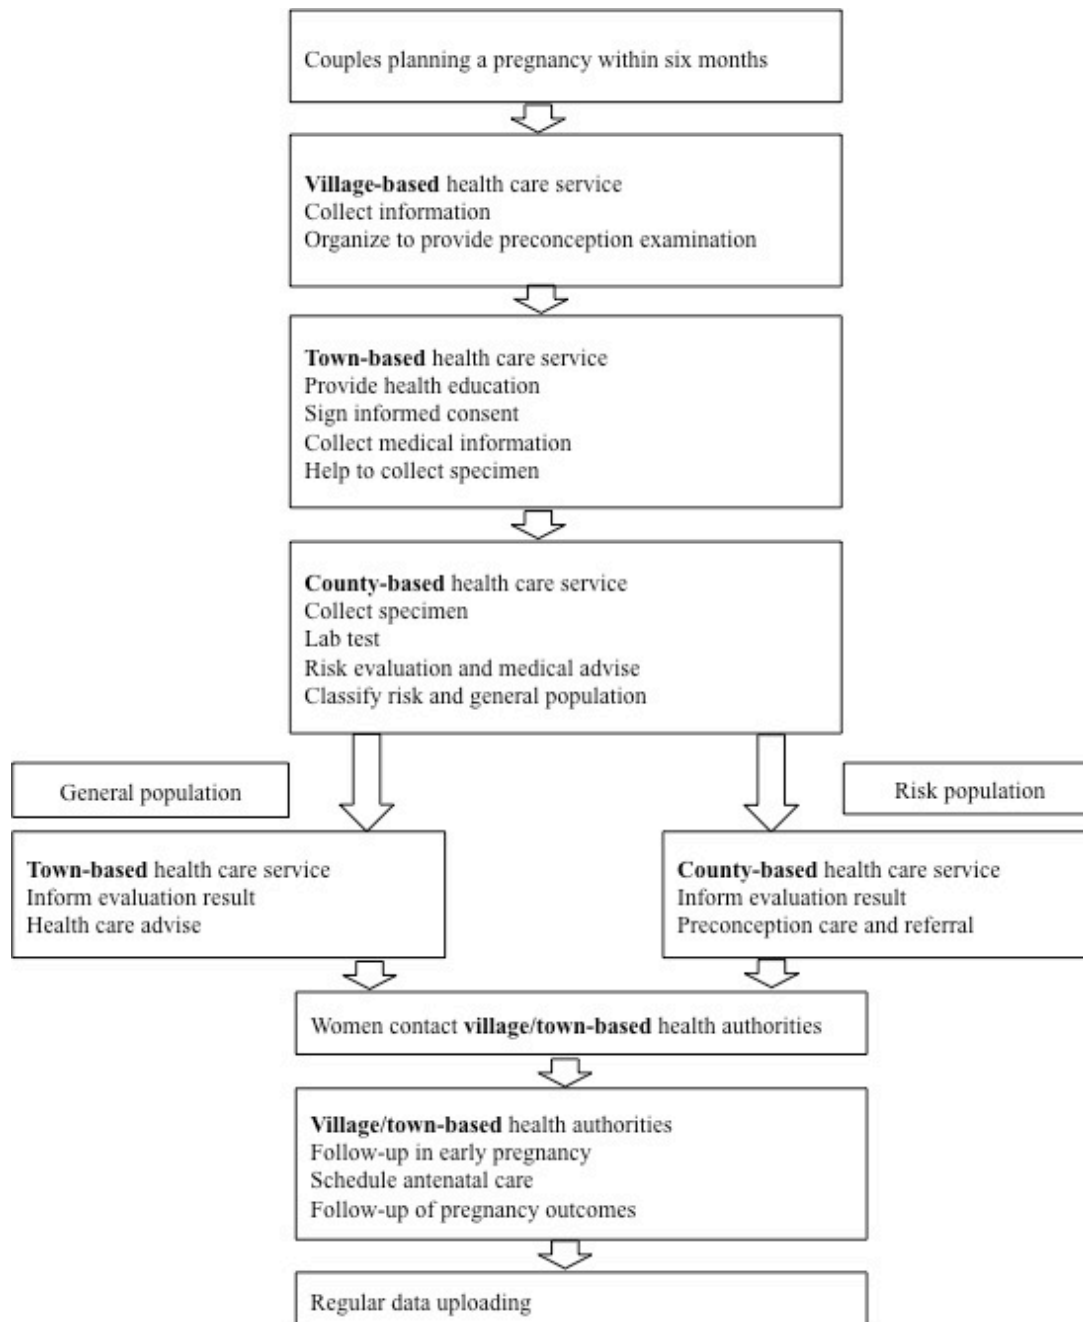 Couples planning a pregnancy within six months
Village-based health care service
Collect information
Organize to provide preconception examination
Town-based health care service
Provide health education
Sign informed consent
Collect medical information
Help to collect specimen
County-based health care service
Collect specimen
Lab test
Risk evaluation and medical advise
Classify risk and general population
General population
Risk population
Town-based health care service
Inform evaluation result
Health care advise
County-based health care service
Inform evaluation result
Preconception care and referral
Women contact village/town-based health authorities
Village/town-based health authorities
Follow-up in early pregnancy
Schedule antenatal care
Follow-up of pregnancy outcomes
Regular data uploading